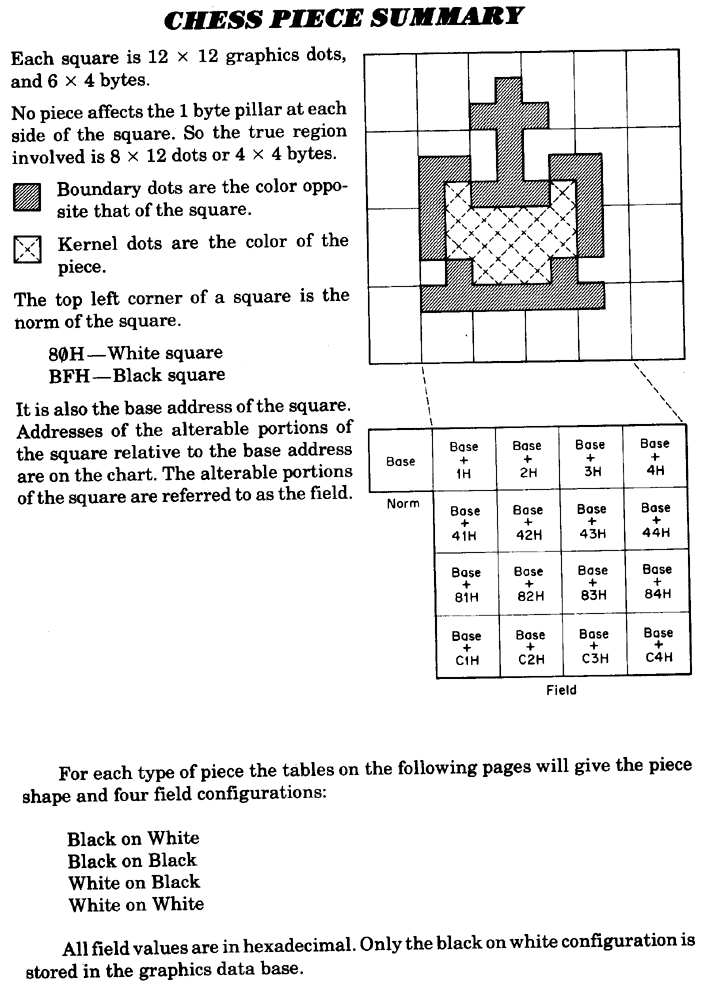 CHESS PIECE SUMMARY
Each square is 12 × 12 graphics dots,
and 6 × 4 bytes.
No piece affects the 1 byte pillar at each
side of the square. So the true region
involved is 8 × 12 dots or 4 × 4 bytes.
Boundary dots are the color oppo-
site that of the square.
Kernel dots are the color of the
piece.
The top left corner of a square is the
norm of the square.
80H—White square
BFH—Black square
It is also the base address of the square.
Addresses of the alterable portions of
the square relative to the base address
are on the chart. The alterable portions
of the square are referred to as the field.
Base
Base + 1H
Base + 2H
Base + 3H
Base + 4H
Norm
Base + 41H
Base + 42H
Base + 43H
Base + 44H
Base + 81H
Base + 82H
Base + 83H
Base + 84H
Base + C1H
Base + C2H
Base + C3H
Base + C4H
Field
For each type of piece the tables on the following pages will give the piece
shape and four field configurations:
Black on White
Black on Black
White on Black
White on White
All field values are in hexadecimal. Only the black on white configuration is
stored in the graphics data base.